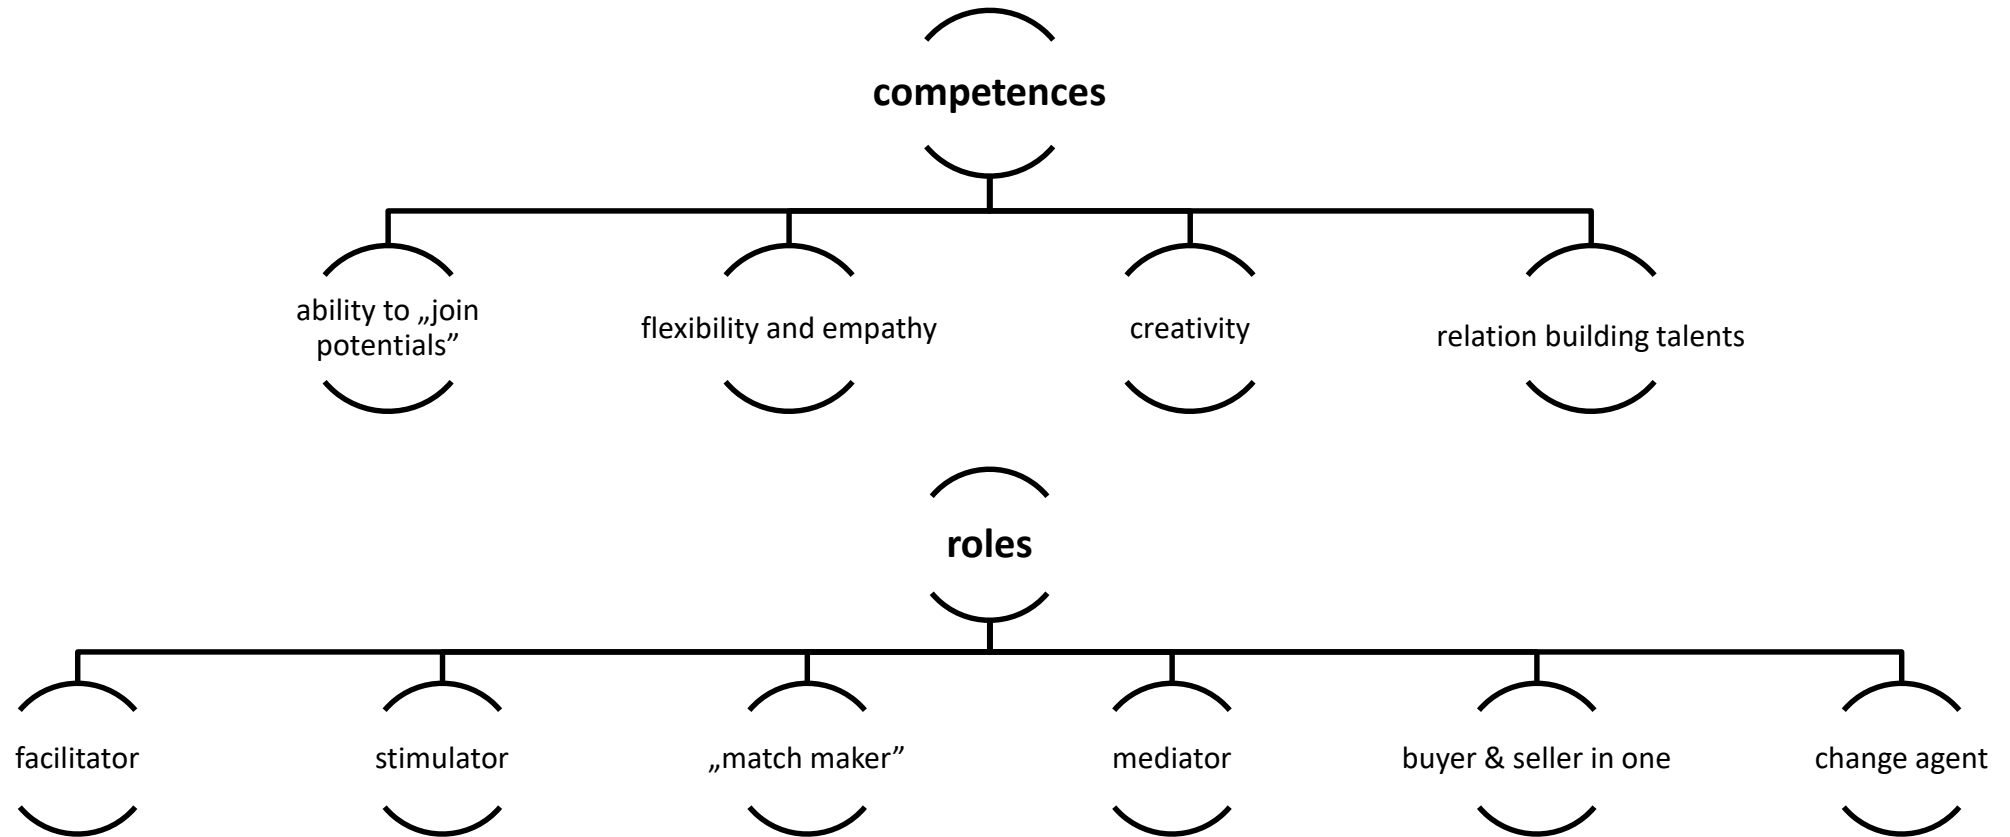 competences
ability to „join
potentials”
flexibility and empathy
creativity
relation building talents
roles
facilitator
stimulator
„match maker”
mediator
buyer & seller in one
change agent